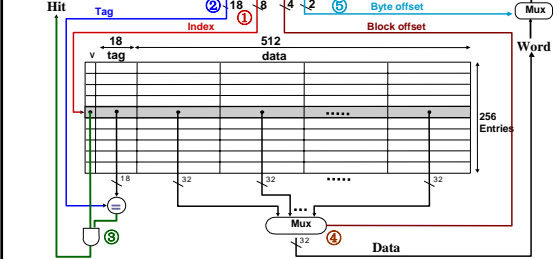 Hit
Tag
② 18 8 4 2 ⑤ Byte offset
Mux
① Index
Block offset
Word
18
512
v tag
data
.....
256
Entries
18 32 32 ..... 32
=
...
Mux
③
④
32
Data